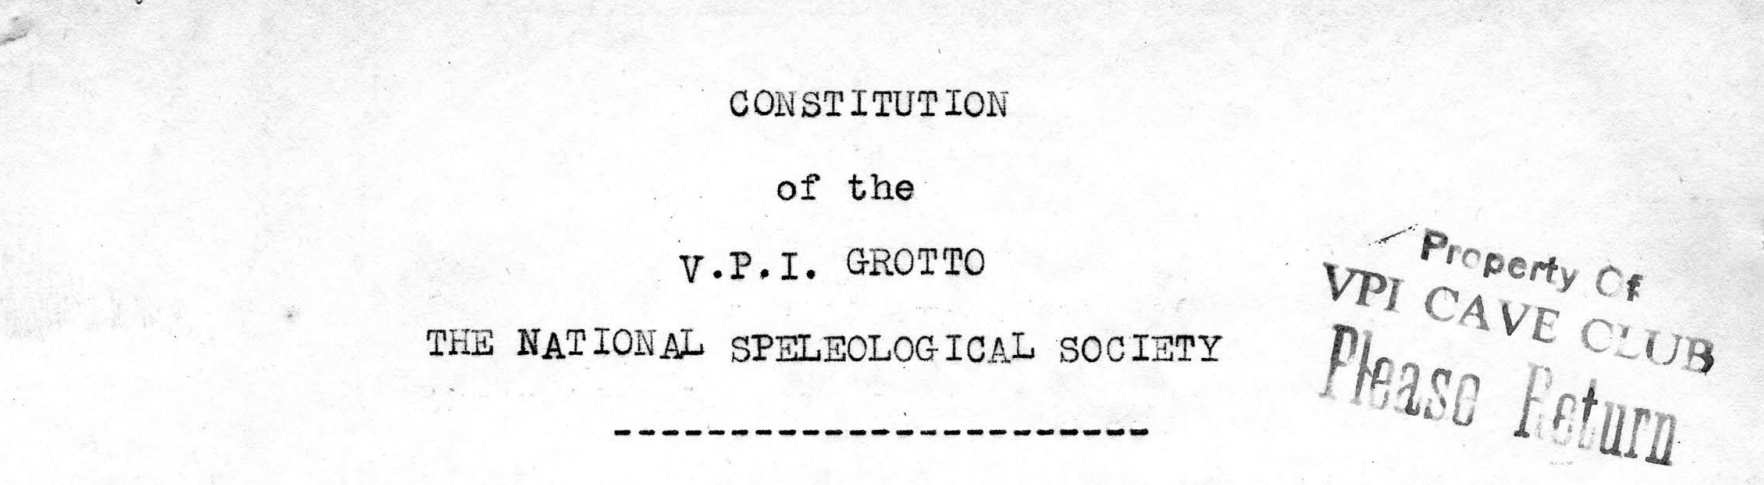 CONSTITUTION
of the
V.P.I. GROTTO
THE NATIONAL SPELEOLOGICAL SOCIETY
-----------------------
Property Of
VPI CAVE CLUB
Please Return